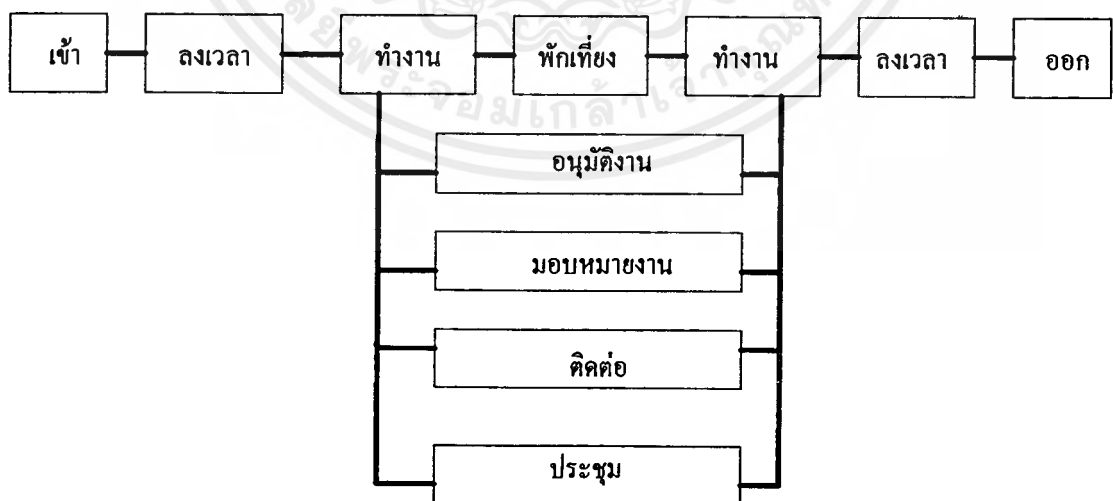 เข้า ลงเวลา ทำงาน พักเที่ยง ทำงาน ลงเวลา ออก
อนุมัติงาน
มอบหมายงาน
ติดต่อ
ประชุม